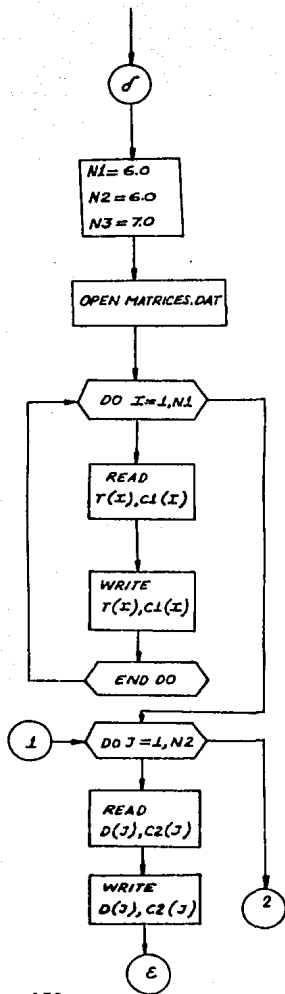 δ
N1=6.0
N2=6.0
N3=7.0
OPEN MATRICES.DAT
DO I=1,N1
READ
T(I),C1(I)
WRITE
T(I),C1(I)
END DO
1
DO J=1,N2
READ
D(J),C2(J)
WRITE
D(J),C2(J)
2
ε